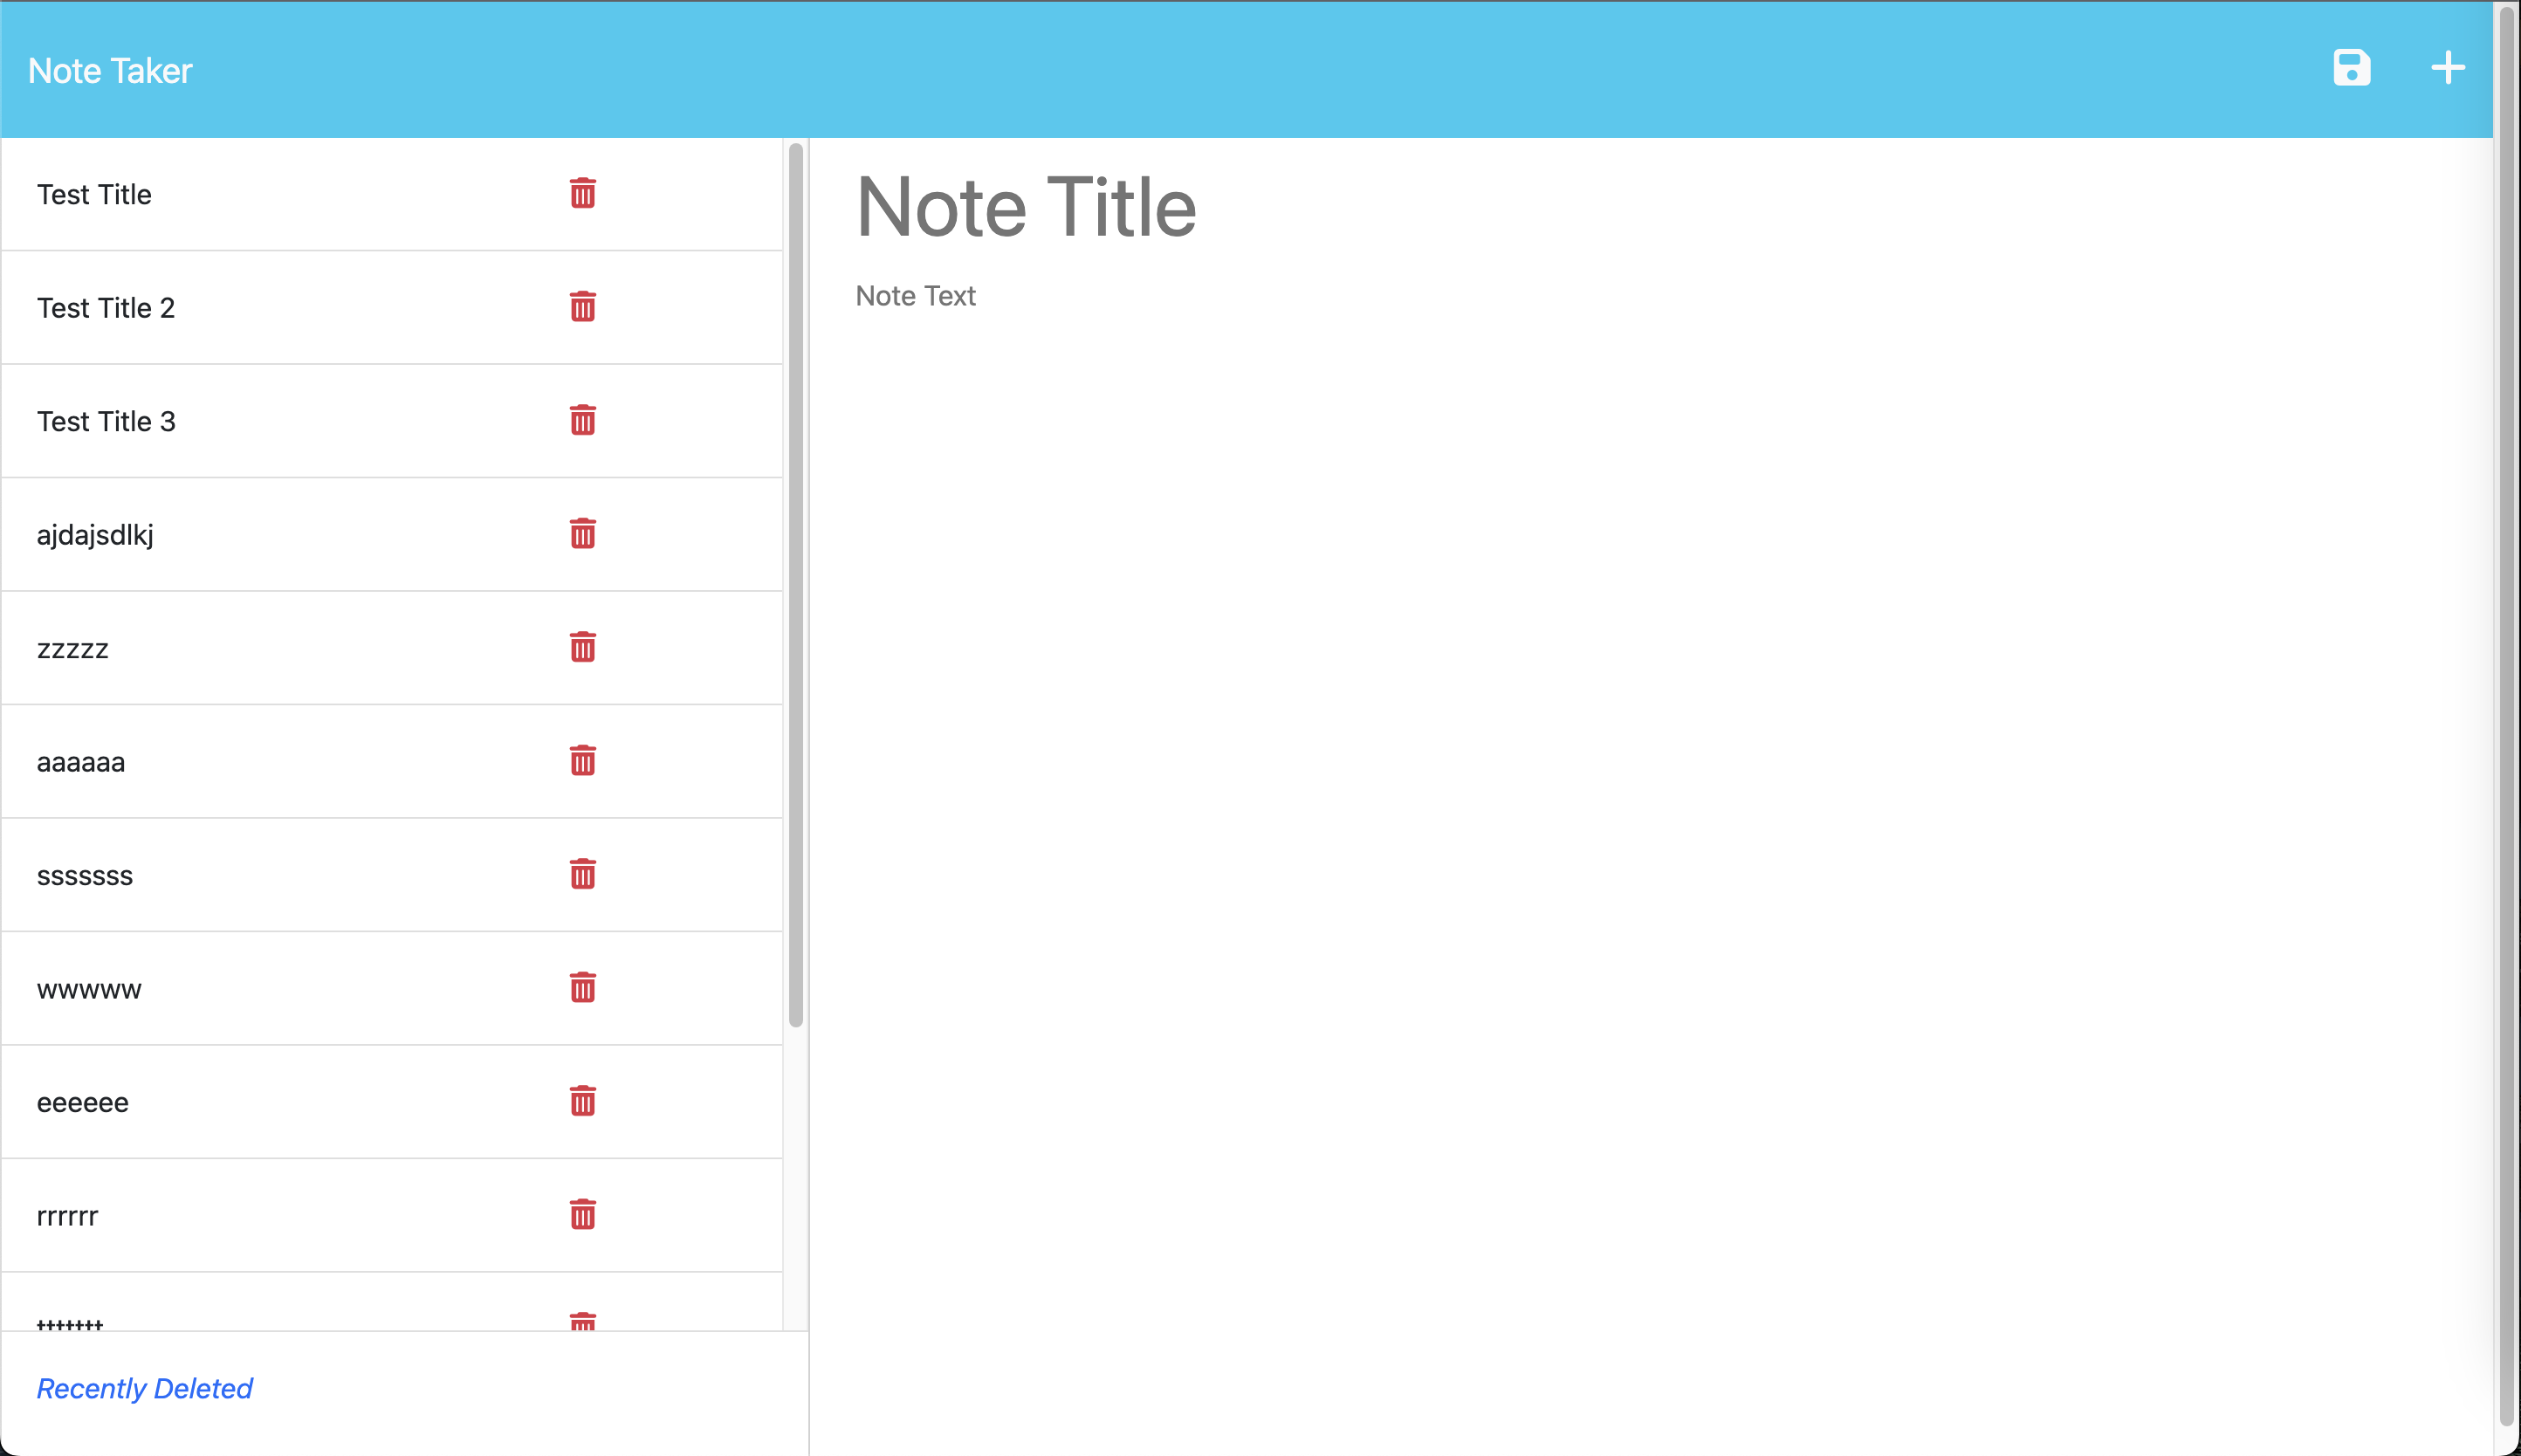 Note Taker
Test Title
Test Title 2
Test Title 3
ajdajsdlkj
zzzzz
aaaaaa
sssssss
wwwww
eeeeee
rrrrrr
ttttttt
Recently Deleted
Note Title
Note Text